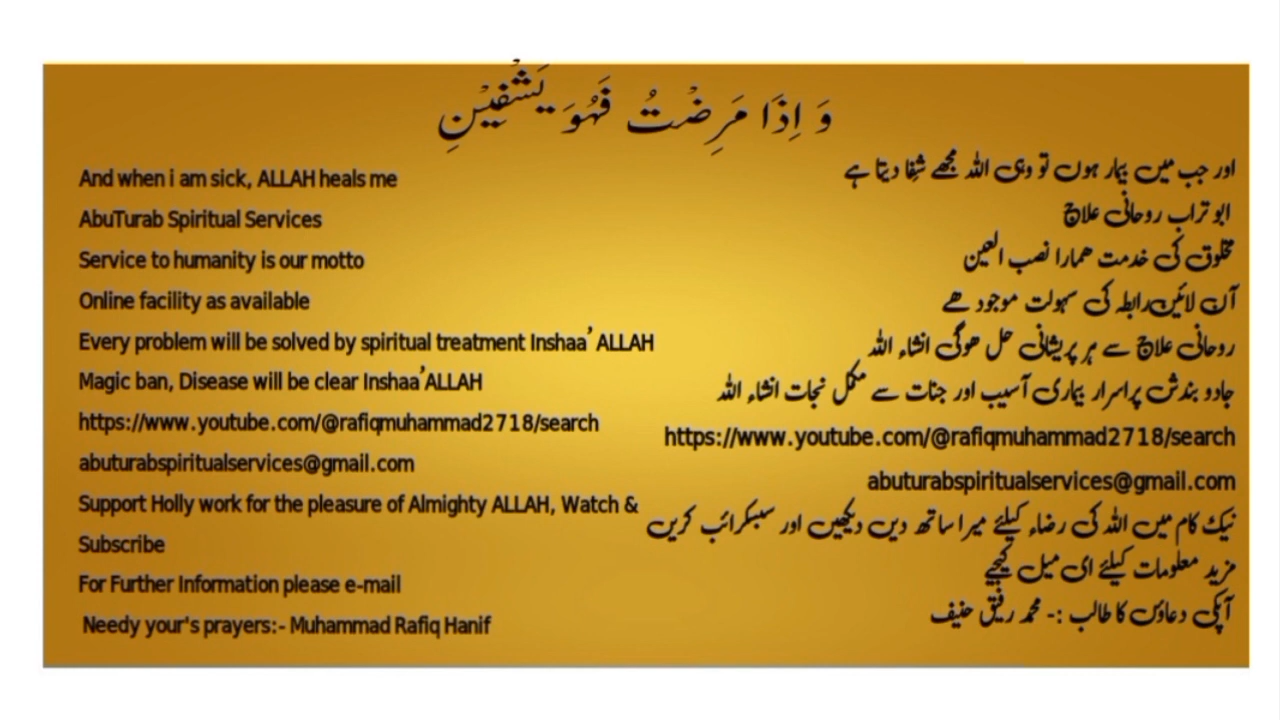 وَ اِذَا مَرِضْتُ فَهُوَ یَشْفِیْنِ
And when i am sick, ALLAH heals me
AbuTurab Spiritual Services
Service to humanity is our motto
Online facility as available
Every problem will be solved by spiritual treatment Inshaa’ ALLAH
Magic ban, Disease will be clear Inshaa’ALLAH
https://www.youtube.com/@rafiqmuhammad2718/search
abuturabspiritualservices@gmail.com
Support Holly work for the pleasure of Almighty ALLAH, Watch &
Subscribe
For Further Information please e-mail
Needy your's prayers:- Muhammad Rafiq Hanif
اور جب میں بیمار ہوں تو وہی اللہ مجھے شِفا دیتا ہے
ابو تراب روحانی علاج
مخلوق کی خدمت ھمارا نصب العین
آن لائین رابطہ کی سہولت موجود ھے
روحانی علاج سے ہر پریشانی حل ھوگی انشاء اللہ
جادو بندش پراسرار بیماری آسیب اور جنات سے مکمل نجات انشاء اللہ
https://www.youtube.com/@rafiqmuhammad2718/search
abuturabspiritualservices@gmail.com
نیک کام میں اللہ کی رضاء کیلئے میرا ساتھ دیں دیکھیں اور سبسکرائب کریں
مزید معلومات کیلئے ای میل کیجیے
آپکی دعاؤں کا طالب :- محمد رفیق حنیف